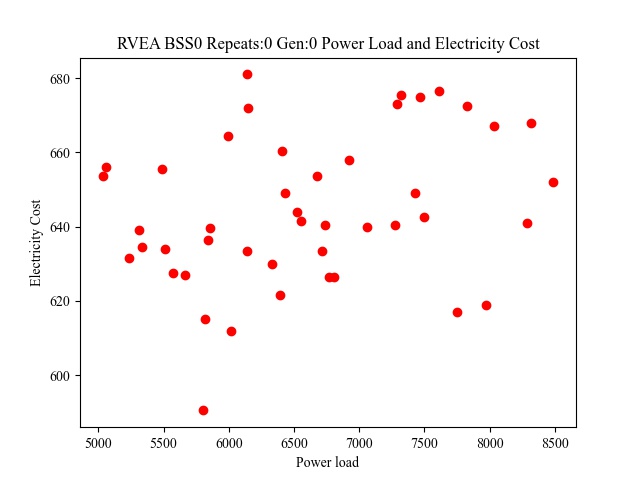 RVEA BSS0 Repeats:0 Gen:0 Power Load and Electricity Cost
680
660
640
620
600
Electricity Cost
5000 5500 6000 6500 7000 7500 8000 8500
Power load